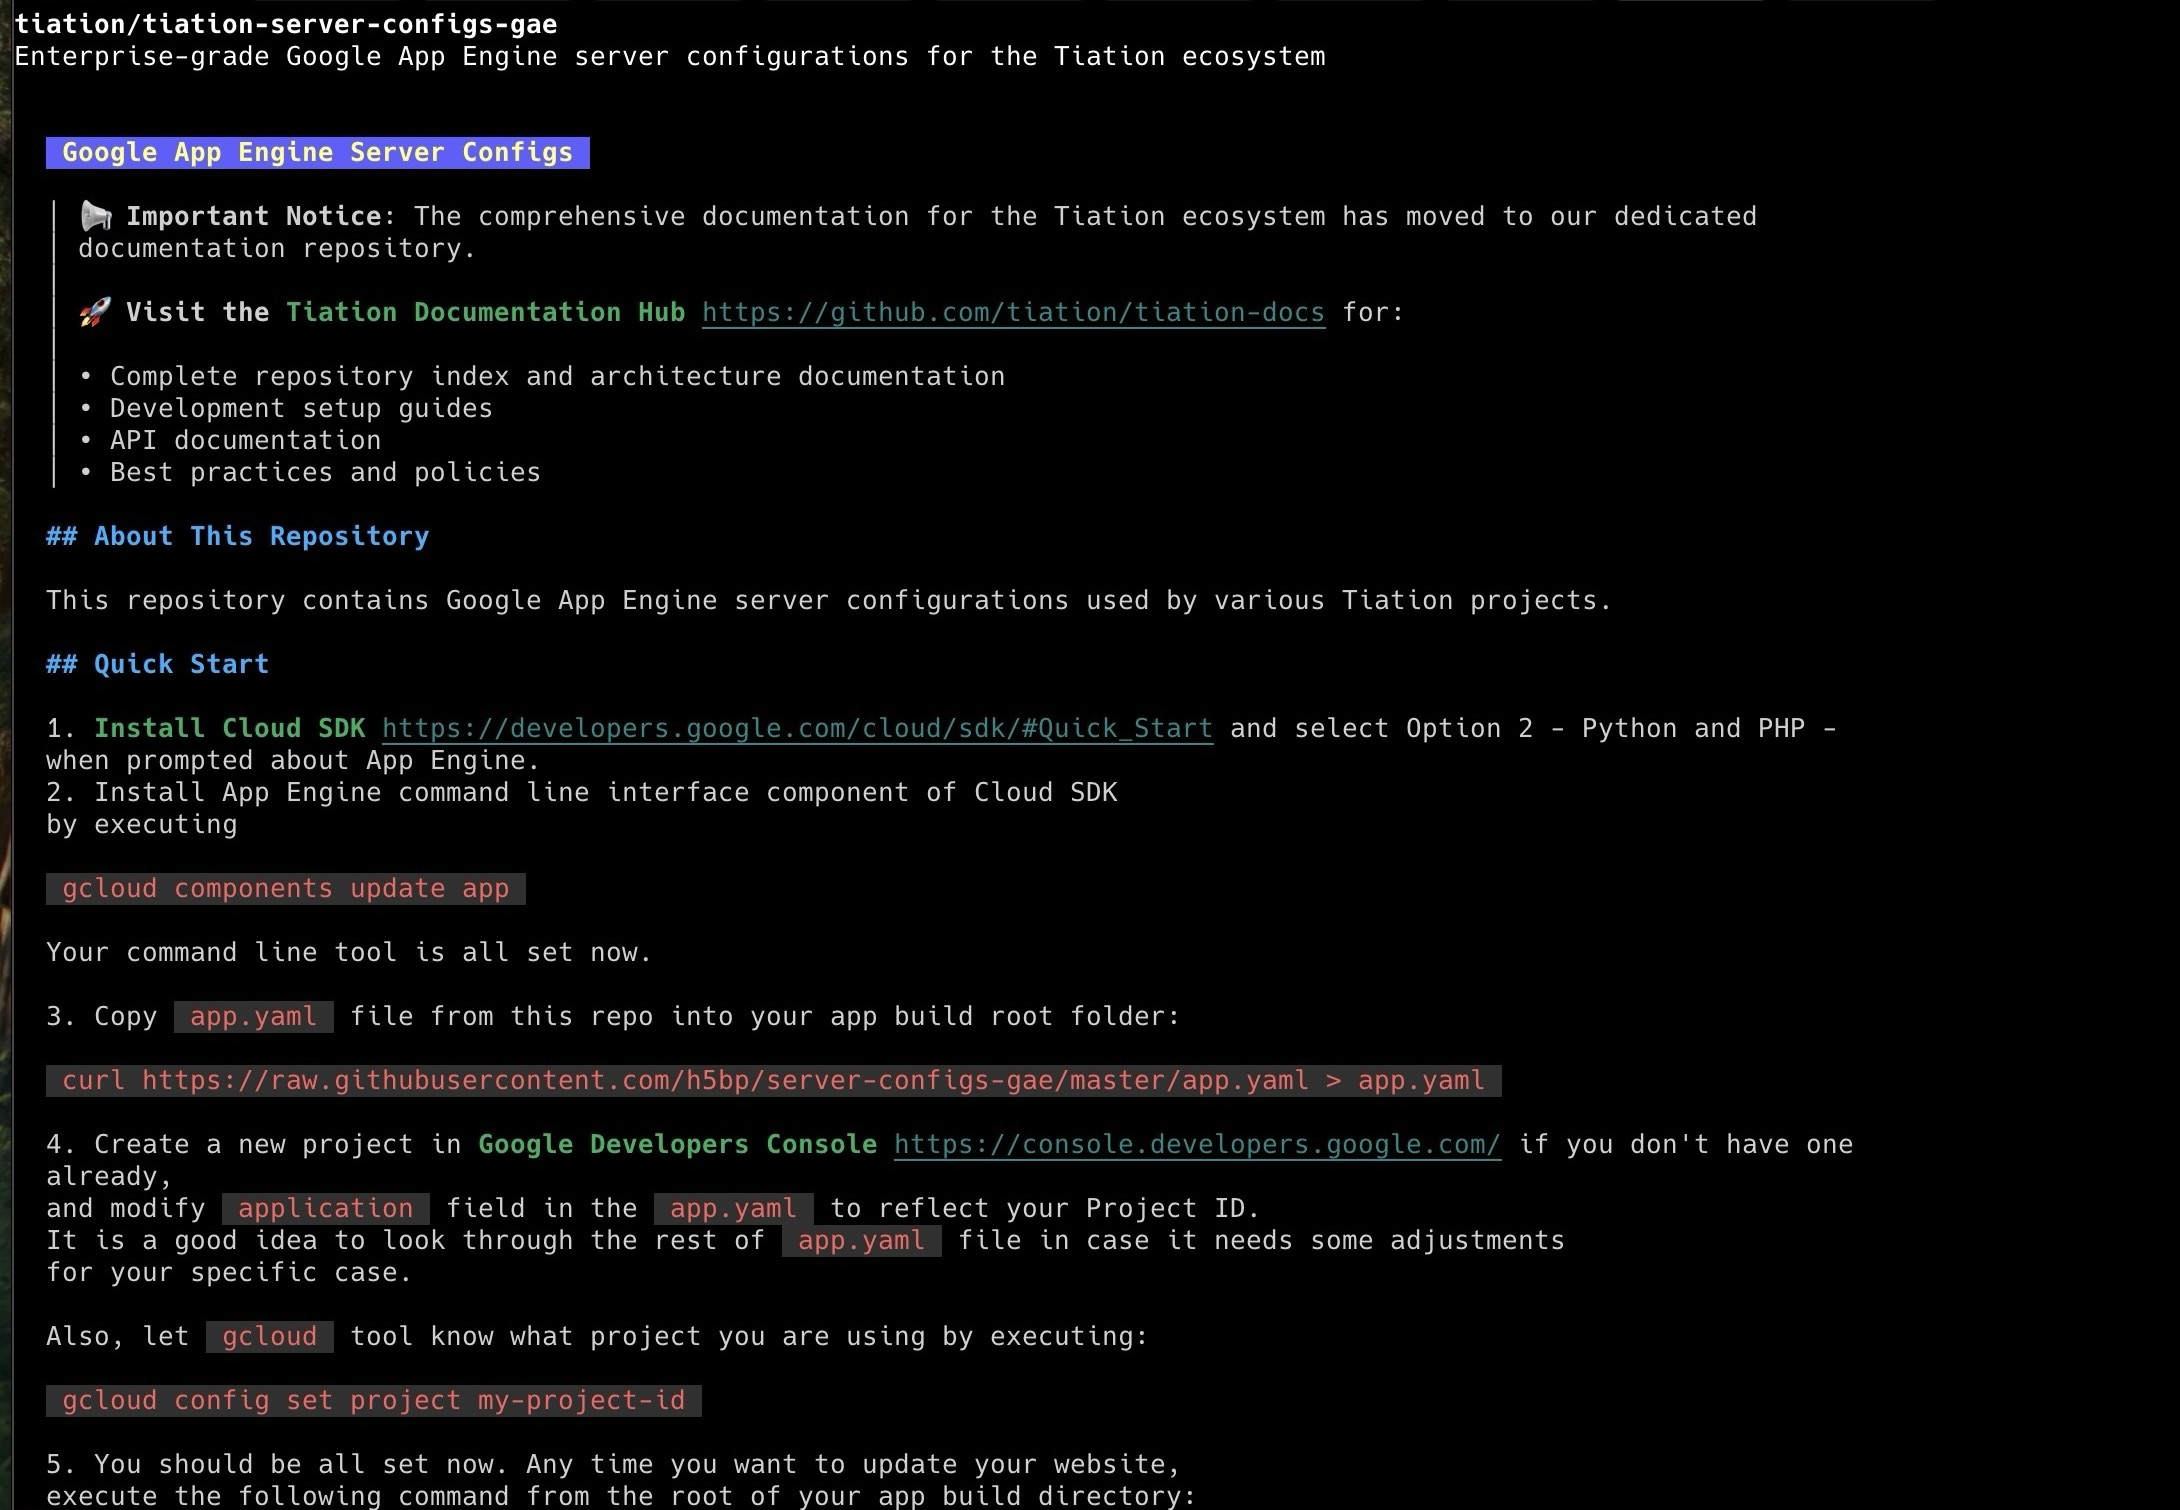 tiation/tiation-server-configs-gae
Enterprise-grade Google App Engine server configurations for the Tiation ecosystem
Google App Engine Server Configs
Important Notice: The comprehensive documentation for the Tiation ecosystem has moved to our dedicated
documentation repository.
Visit the Tiation Documentation Hub https://github.com/tiation/tiation-docs for:
• Complete repository index and architecture documentation
• Development setup guides
• API documentation
• Best practices and policies
## About This Repository
This repository contains Google App Engine server configurations used by various Tiation projects.
## Quick Start
1. Install Cloud SDK https://developers.google.com/cloud/sdk/#Quick_Start and select Option 2 - Python and PHP -
when prompted about App Engine.
2. Install App Engine command line interface component of Cloud SDK
by executing
gcloud components update app
Your command line tool is all set now.
3. Copy app.yaml file from this repo into your app build root folder:
curl https://raw.githubusercontent.com/h5bp/server-configs-gae/master/app.yaml > app.yaml
4. Create a new project in Google Developers Console https://console.developers.google.com/ if you don't have one
already,
and modify application field in the app.yaml to reflect your Project ID.
It is a good idea to look through the rest of app.yaml file in case it needs some adjustments
for your specific case.
Also, let gcloud tool know what project you are using by executing:
gcloud config set project my-project-id
5. You should be all set now. Any time you want to update your website,
execute the following command from the root of your app build directory: